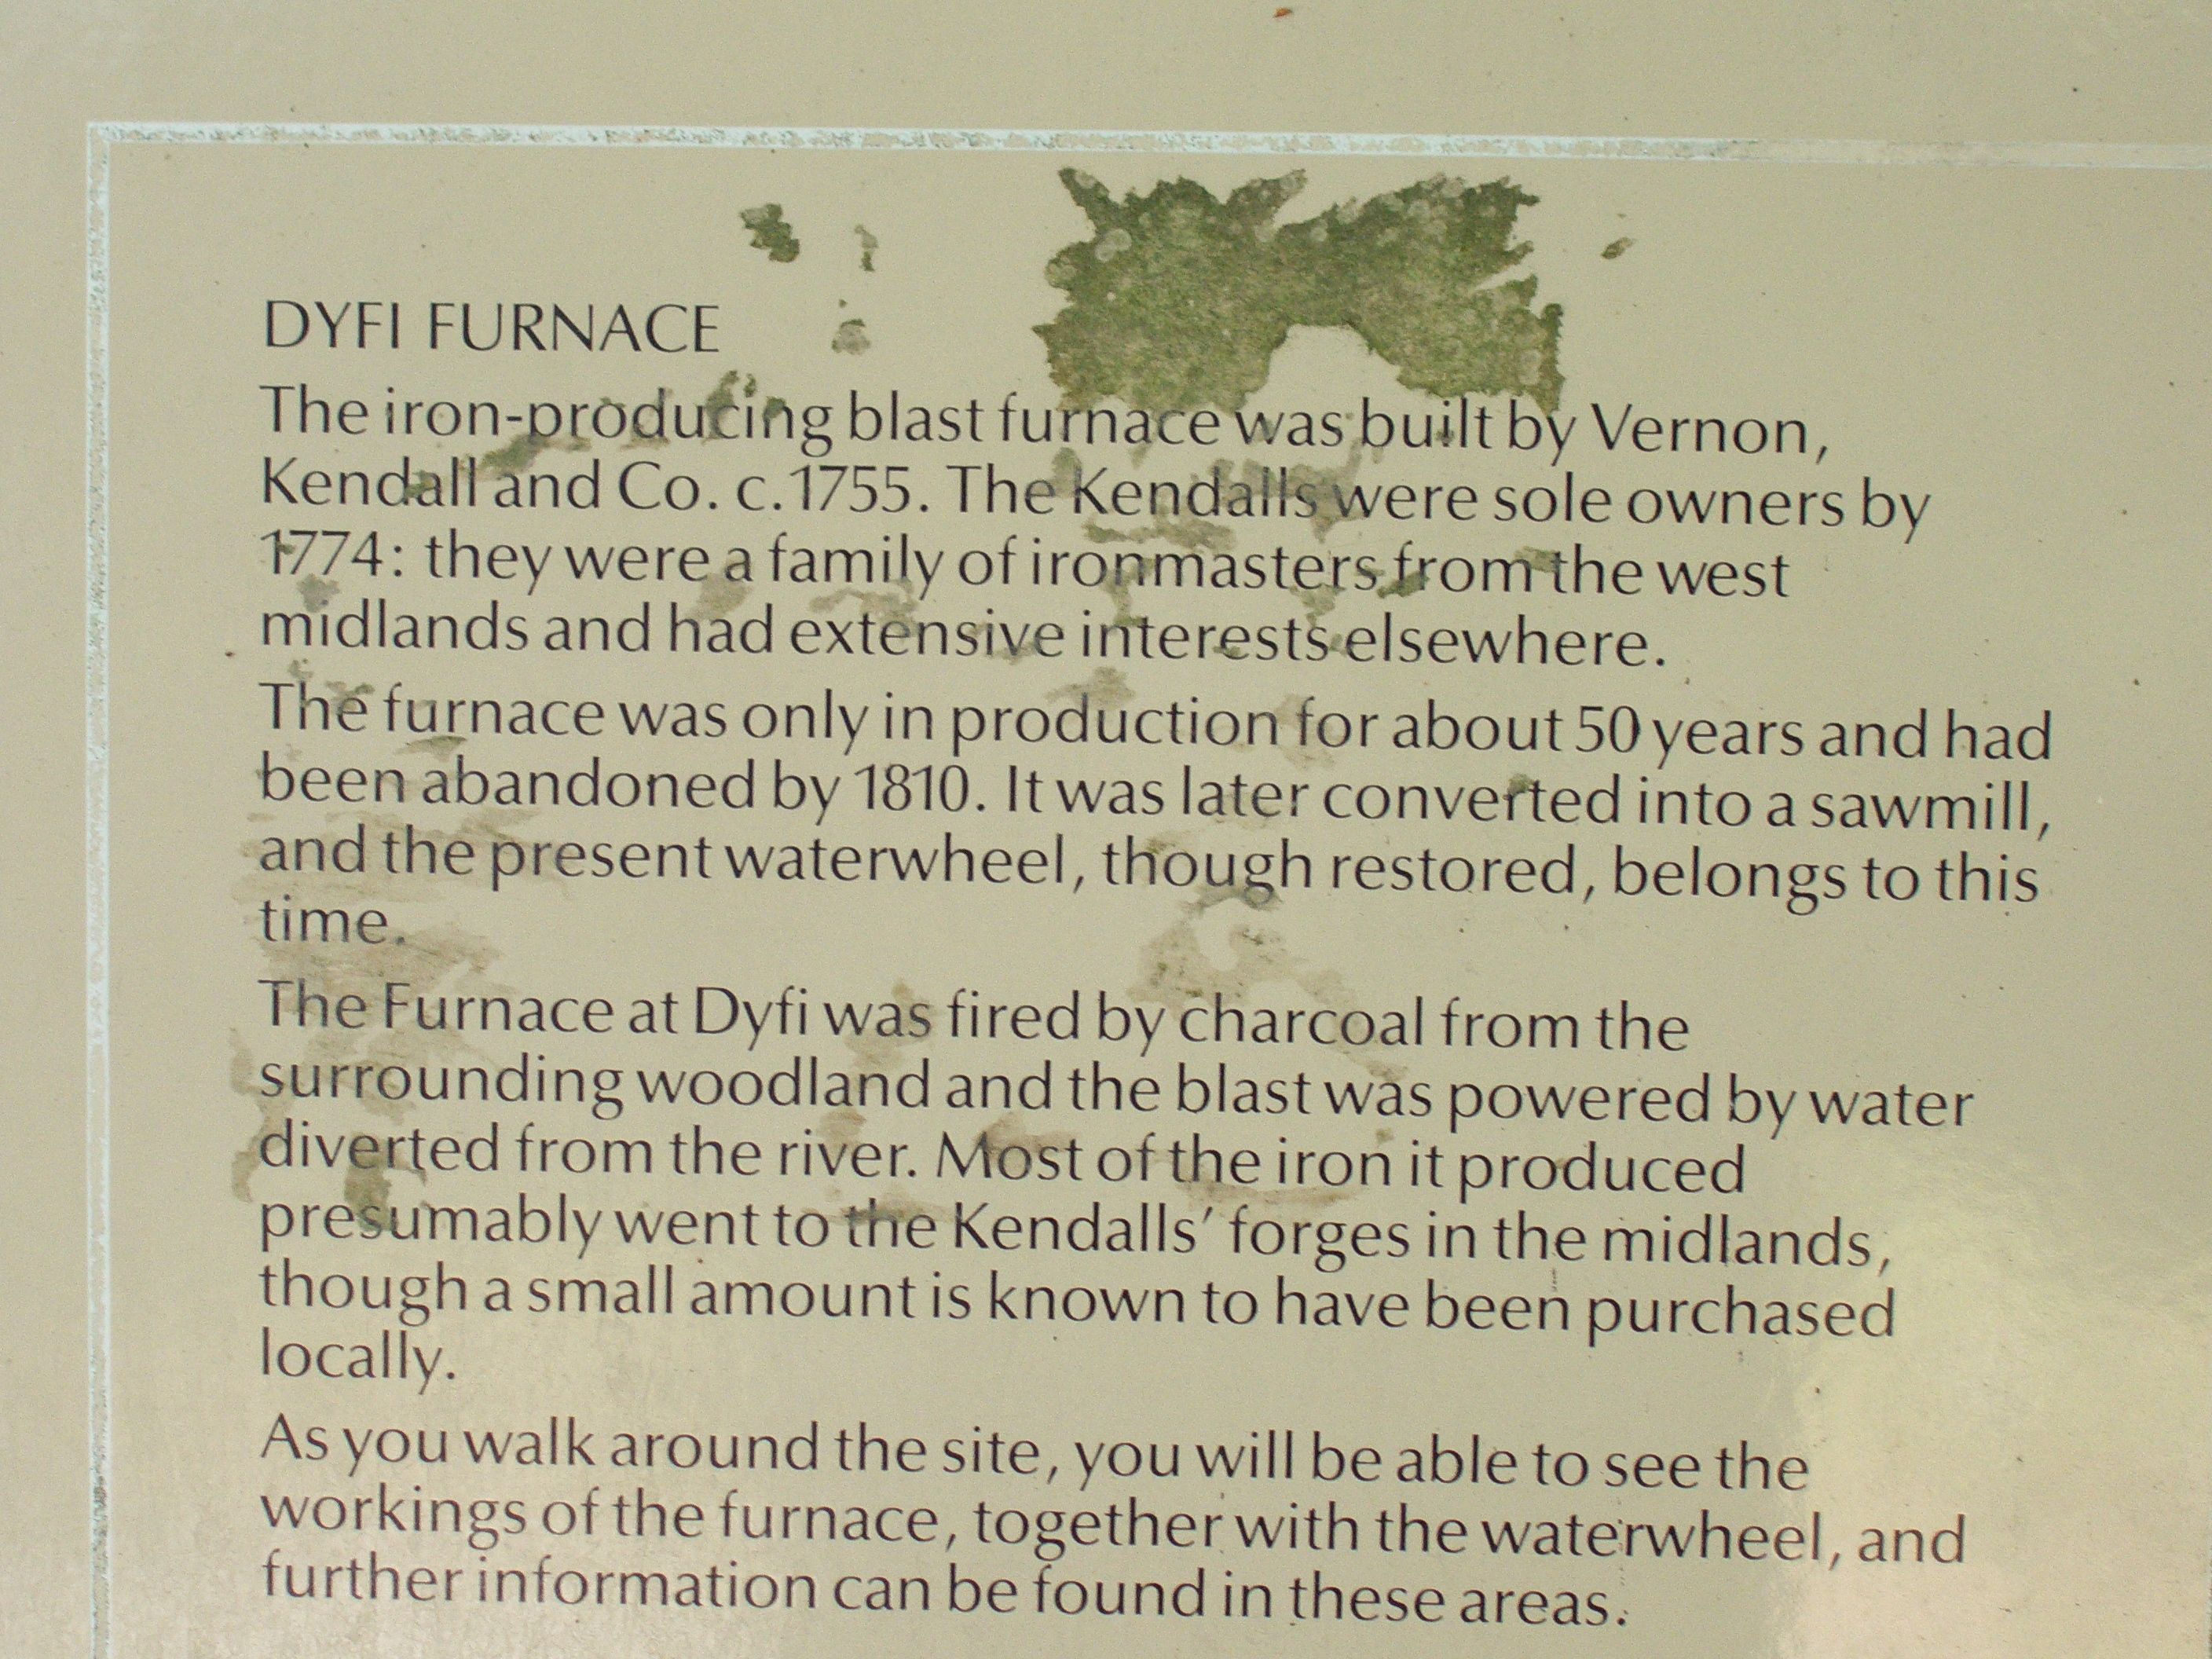 DYFI FURNACE
The iron-producing blast furnace was built by Vernon,
Kendall and Co. c.1755. The Kendalls were sole owners by
1774: they were a family of ironmasters from the west
midlands and had extensive interests elsewhere.
The furnace was only in production for about 50 years and had
been abandoned by 1810. It was later converted into a sawmill,
and the present waterwheel, though restored, belongs to this
time.
The Furnace at Dyfi was fired by charcoal from the
surrounding woodland and the blast was powered by water
diverted from the river. Most of the iron it produced
presumably went to the Kendalls' forges in the midlands,
though a small amount is known to have been purchased
locally.
As you walk around the site, you will be able to see the
workings of the furnace, together with the waterwheel, and
further information can be found in these areas.